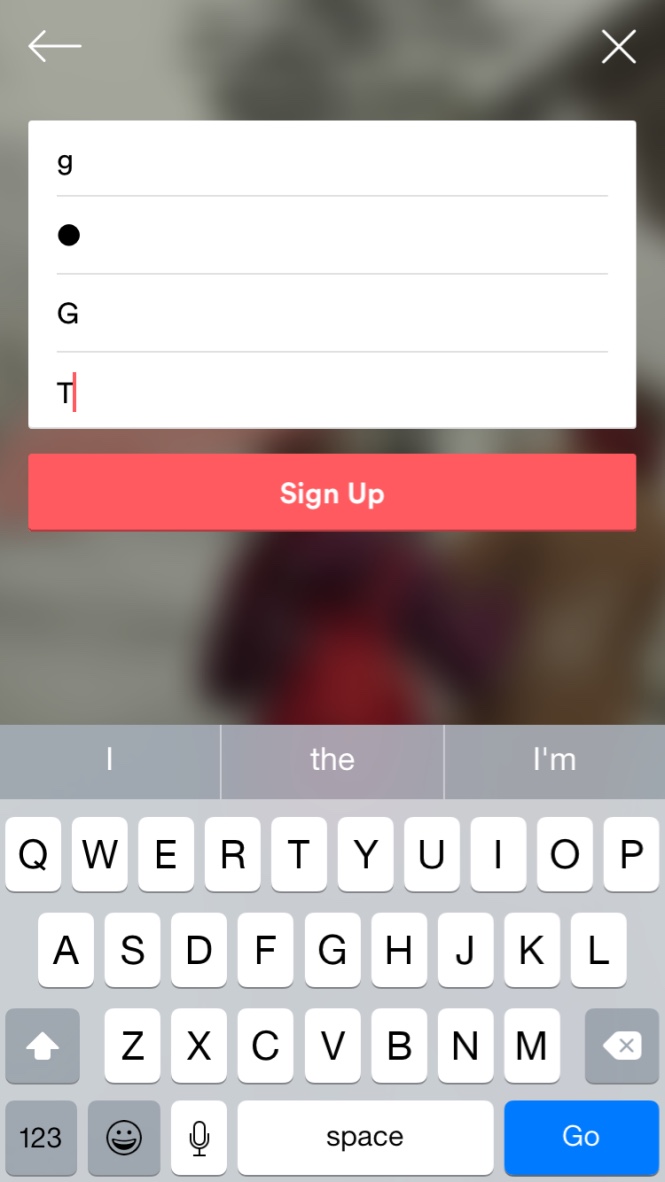 g
●
G
T
Sign Up
I the I'm
Q W E R T Y U I O P
A S D F G H J K L
Z X C V B N M
123 space Go